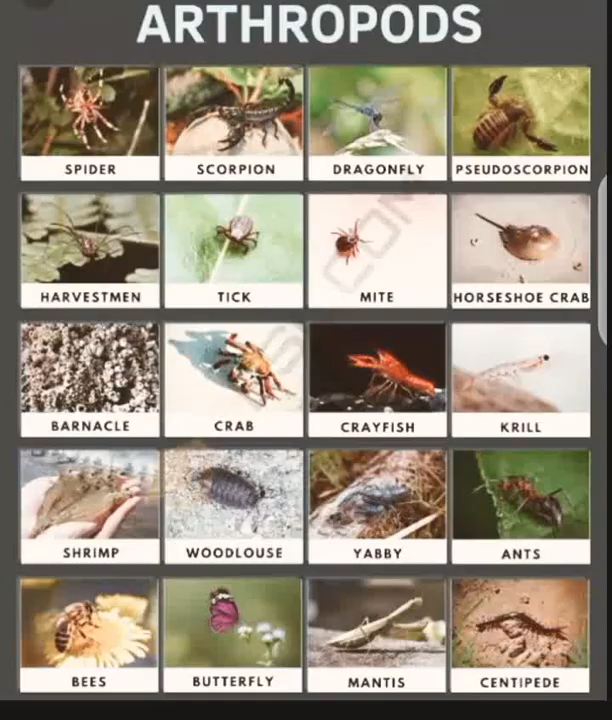 ARTHROPODS
SPIDER
SCORPION
DRAGONFLY
PSEUDOSCORPION
HARVESTMEN
TICK
MITE
HORSESHOE CRAB
BARNACLE
CRAB
CRAYFISH
KRILL
SHRIMP
WOODLOUSE
YABBY
ANTS
BEES
BUTTERFLY
MANTIS
CENTIPEDE